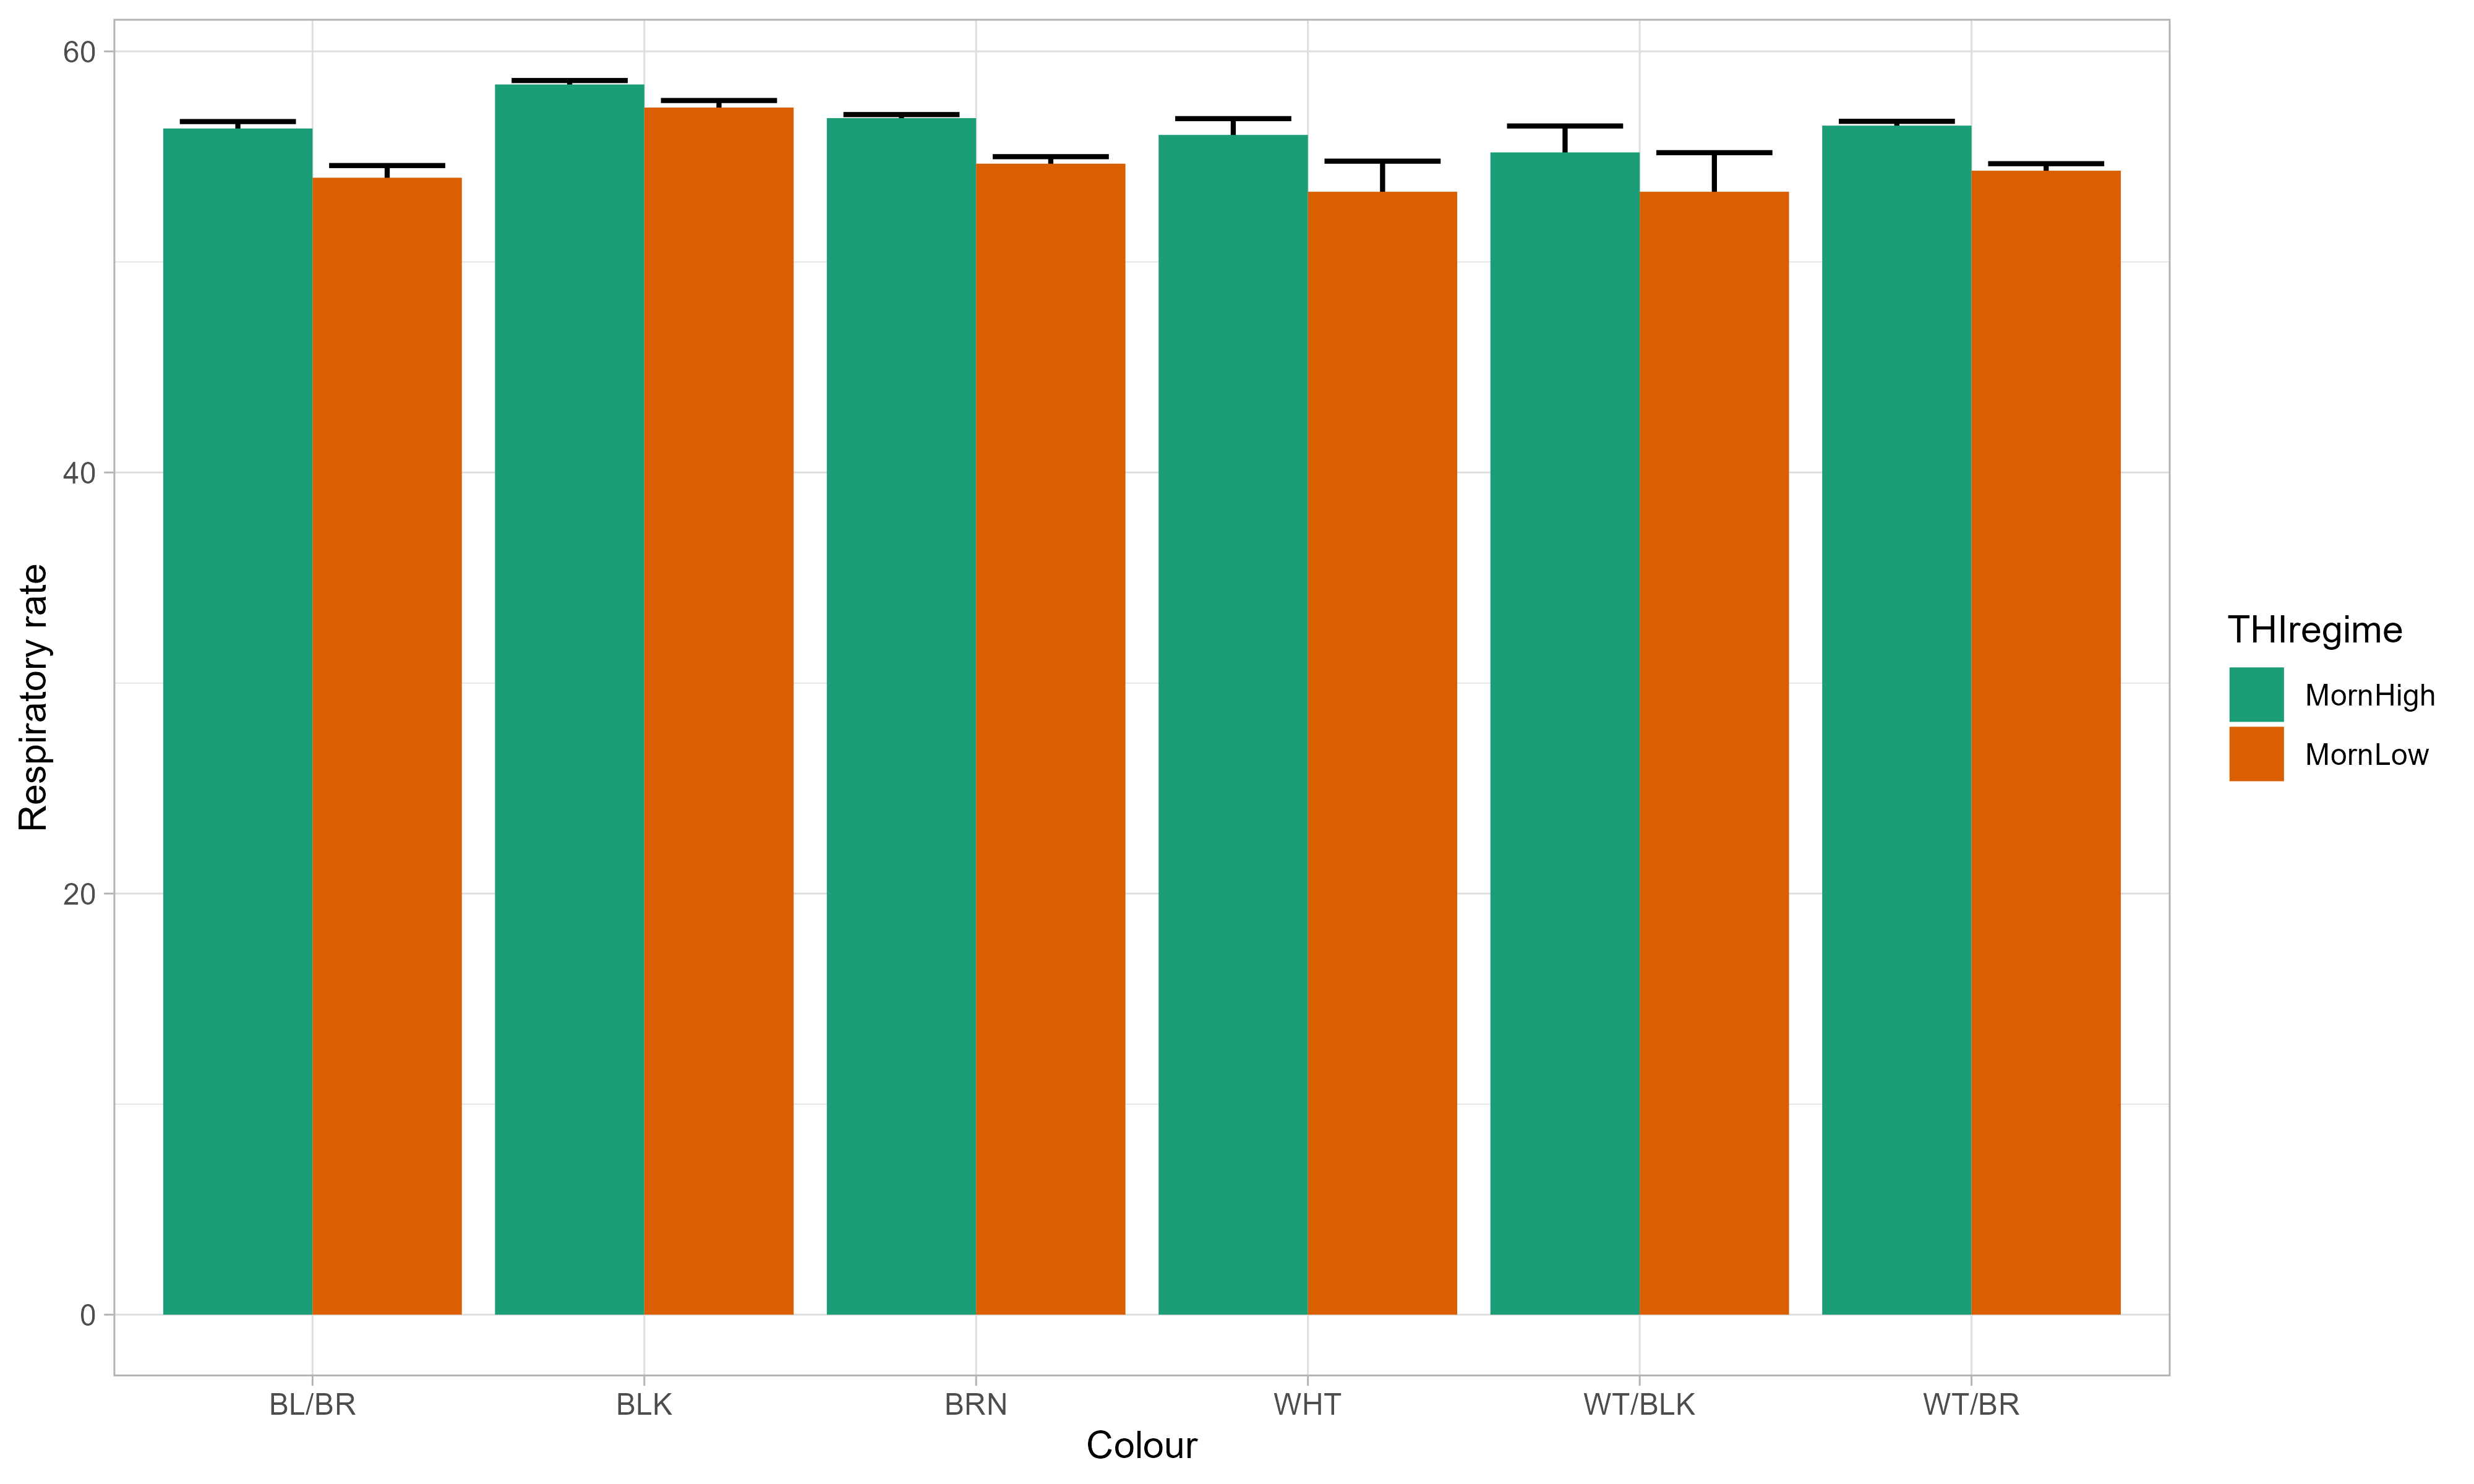 60
40
20
0
Respiratory rate
BL/BR
BLK
BRN
WHT
WT/BLK
WT/BR
Colour
THIregime
MornHigh
MornLow